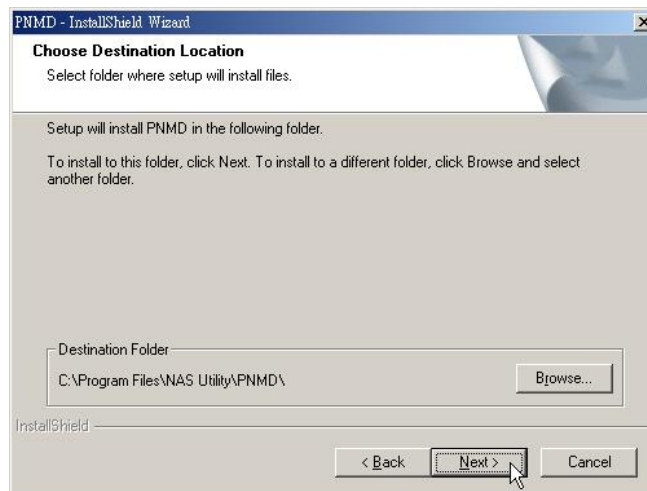 PNMD - InstallShield Wizard
Choose Destination Location
Select folder where setup will install files.
Setup will install PNMD in the following folder.
To install to this folder, click Next. To install to a different folder, click Browse and select
another folder.
Destination Folder
C:\Program Files\NAS Utility\PNMD\
Browse...
InstallShield
< Back
Next >
Cancel